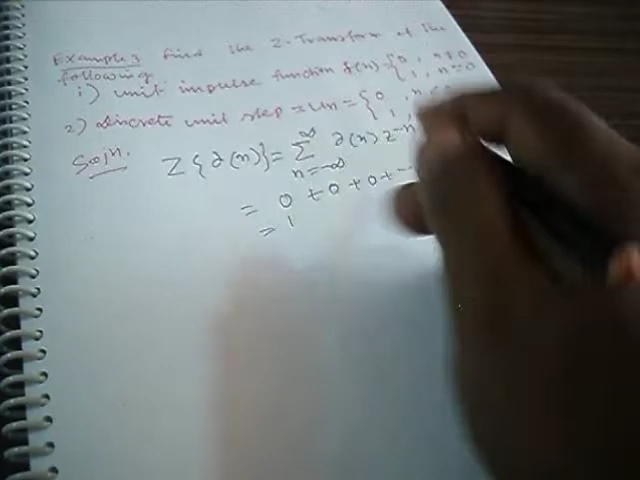 Example 3 Find the Z-Transform of the
following
i) unit impulse function ∂(n) = { 0, n≠0
1, n=0
2) discrete unit step = Un = { 0, n
1,
Soln. Z{∂(n)} = ∑ ∂(n) z⁻ⁿ
n=-∞
= 0 + 0 + 0 + -
= 1